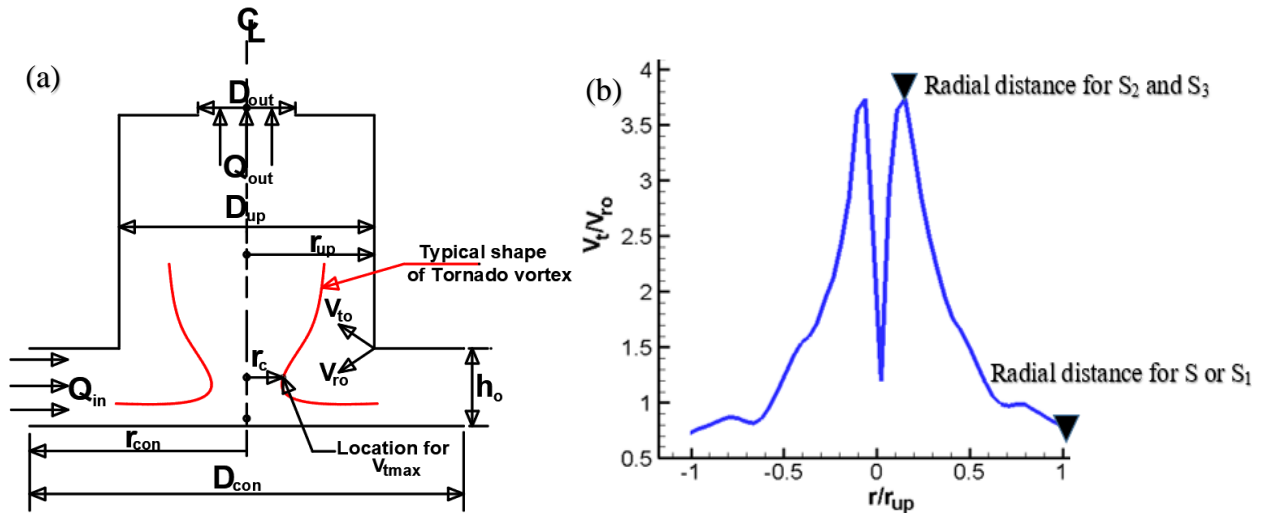 (a)
C
L
Dout
Qout
Dup
rup
Typical shape
of Tornado vortex
Vto
Vro
rc
Qin
ho
rcon
Location for
Vtmax
Dcon
(b)
Vt/Vro
4
3.5
3
2.5
2
1.5
1
0.5
-1
-0.5
0
0.5
1
r/rup
Radial distance for S2 and S3
Radial distance for S or S1